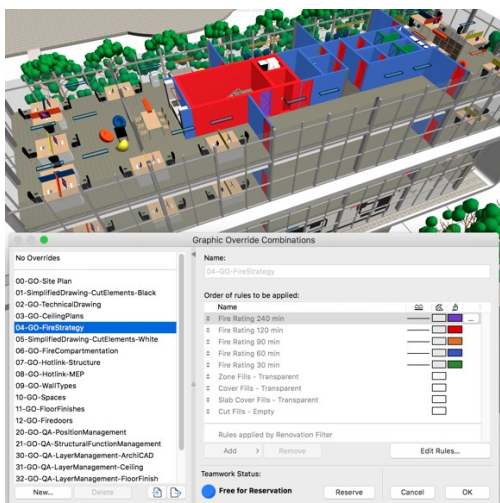 Graphic Override Combinations
No Overrides
00-GO-Site Plan
01-SimplifiedDrawing-CutElements-Black
02-GO-TechnicalDrawing
03-GO-CeilingPlans
04-GO-FireStrategy
05-SimplifiedDrawing-CutElements-White
06-GO-FireCompartmentation
07-GO-Hotlink-Structure
08-GO-Hotlink-MEP
09-GO-WallTypes
10-GO-Spaces
11-GO-FloorFinishes
12-GO-Firedoors
20-GO-QA-PositionManagement
21-GO-QA-StructuralFunctionManagement
30-GO-QA-LayerManagement-ArchiCAD
31-GO-QA-LayerManagement-Ceiling
32-GO-QA-LayerManagement-FloorFinish
New...
Delete
Name:
04-GO-FireStrategy
Order of rules to be applied:
Name
Fire Rating 240 min
...
Fire Rating 120 min
Fire Rating 90 min
Fire Rating 60 min
Fire Rating 30 min
Zone Fills - Transparent
Cover Fills - Transparent
Slab Cover Fills - Transparent
Cut Fills - Empty
Rules applied by Renovation Filter
Add > Remove Edit Rules...
Teamwork Status:
Free for Reservation Reserve Cancel OK